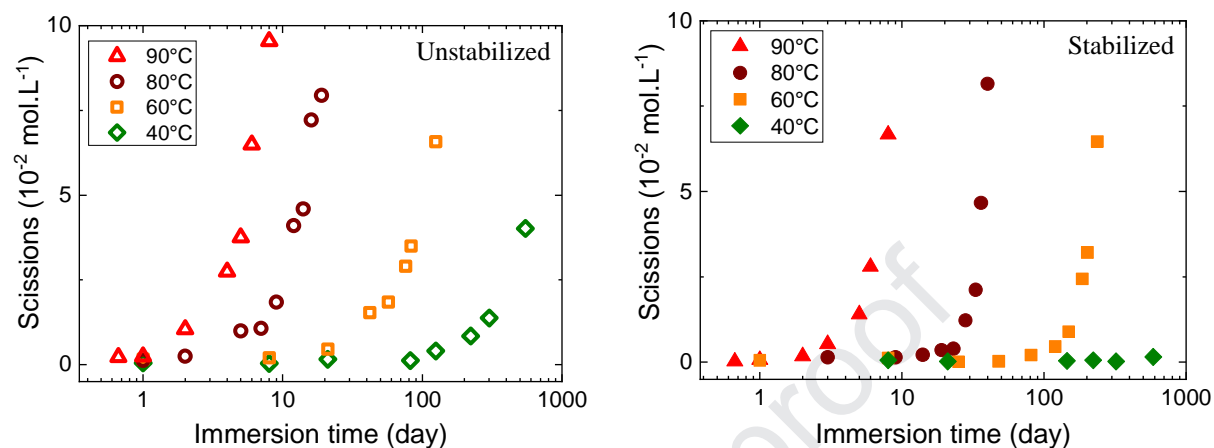 10
5
0
Scissions (10⁻² mol.L⁻¹)
90°C
80°C
60°C
40°C
Unstabilized
1 10 100 1000
Immersion time (day)
10
5
0
Scissions (10⁻² mol.L⁻¹)
90°C
80°C
60°C
40°C
Stabilized
1 10 100 1000
Immersion time (day)
proof